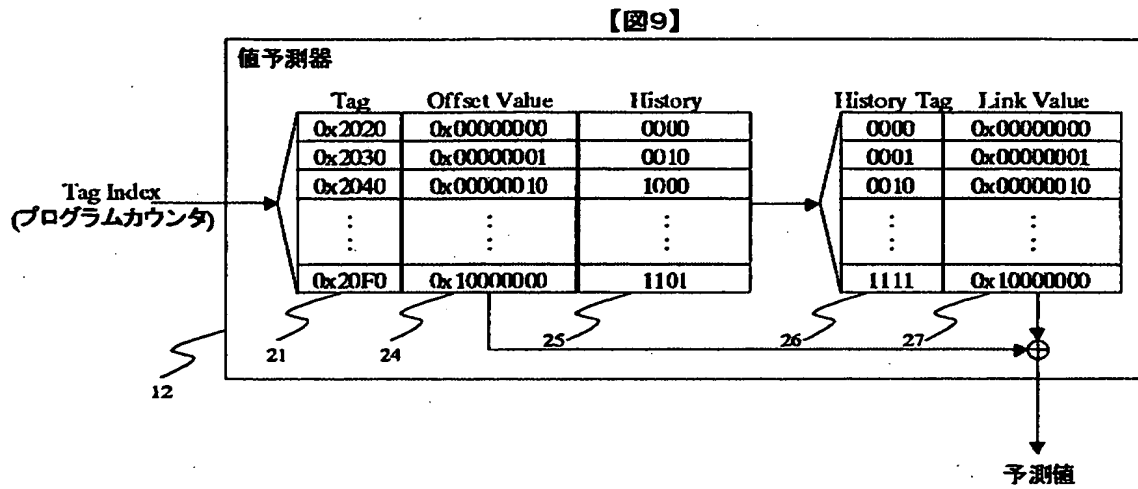 【図9】
値予測器
Tag Offset Value History
0x2020 0x00000000 0000
0x2030 0x00000001 0010
0x2040 0x00000010 1000
⋮ ⋮ ⋮
0x20F0 0x10000000 1101
History Tag Link Value
0000 0x00000000
0001 0x00000001
0010 0x00000010
⋮ ⋮
1111 0x10000000
Tag Index
(プログラムカウンタ)
21 24 25 26 27
12
予測値